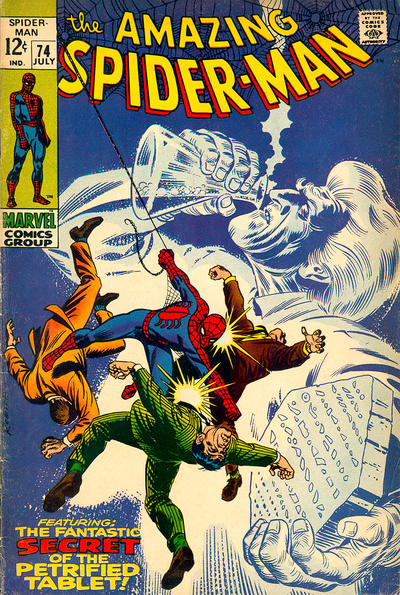 SPIDER-
MAN
12¢ 74
IND. JULY
MARVEL
COMICS
GROUP
the AMAZING
SPIDER-MAN
APPROVED
BY THE
COMICS
CODE
AUTHORITY
FEATURING:
THE FANTASTIC
SECRET
OF THE
PETRIFIED
TABLET!